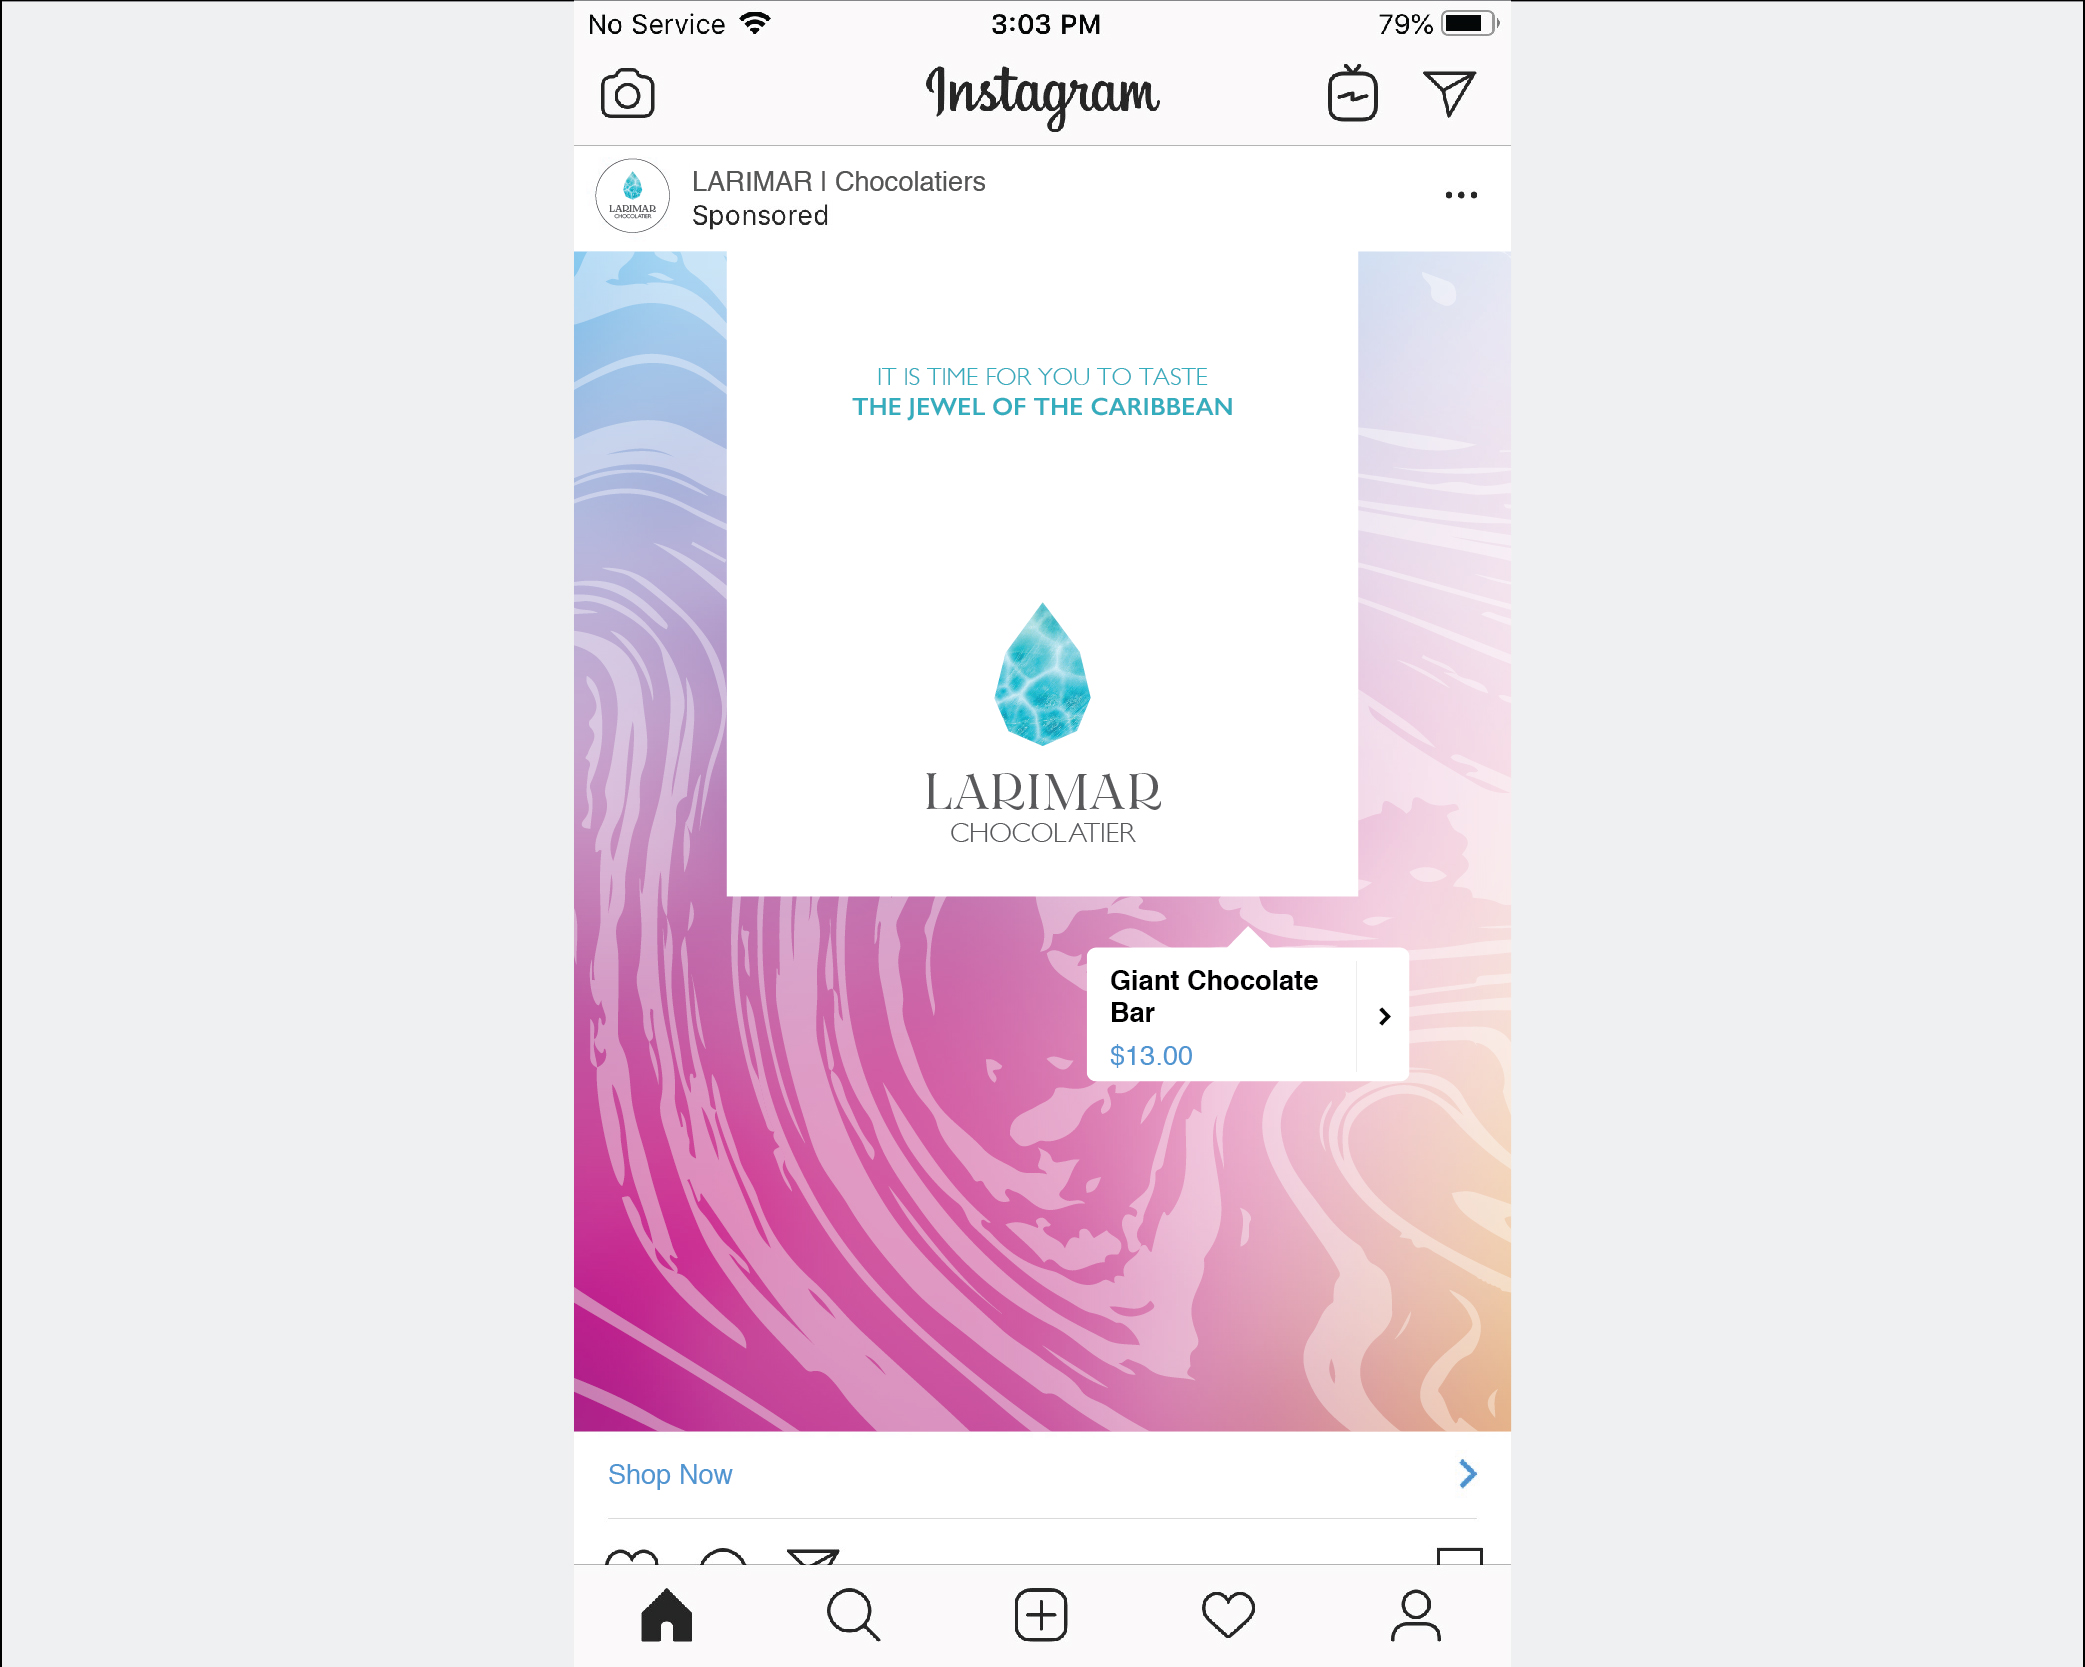 No Service 3:03 PM 79%
Instagram
LARIMAR | Chocolatiers
Sponsored
LARIMAR
CHOCOLATIER
IT IS TIME FOR YOU TO TASTE
THE JEWEL OF THE CARIBBEAN
LARIMAR
CHOCOLATIER
Giant Chocolate
Bar
$13.00
Shop Now